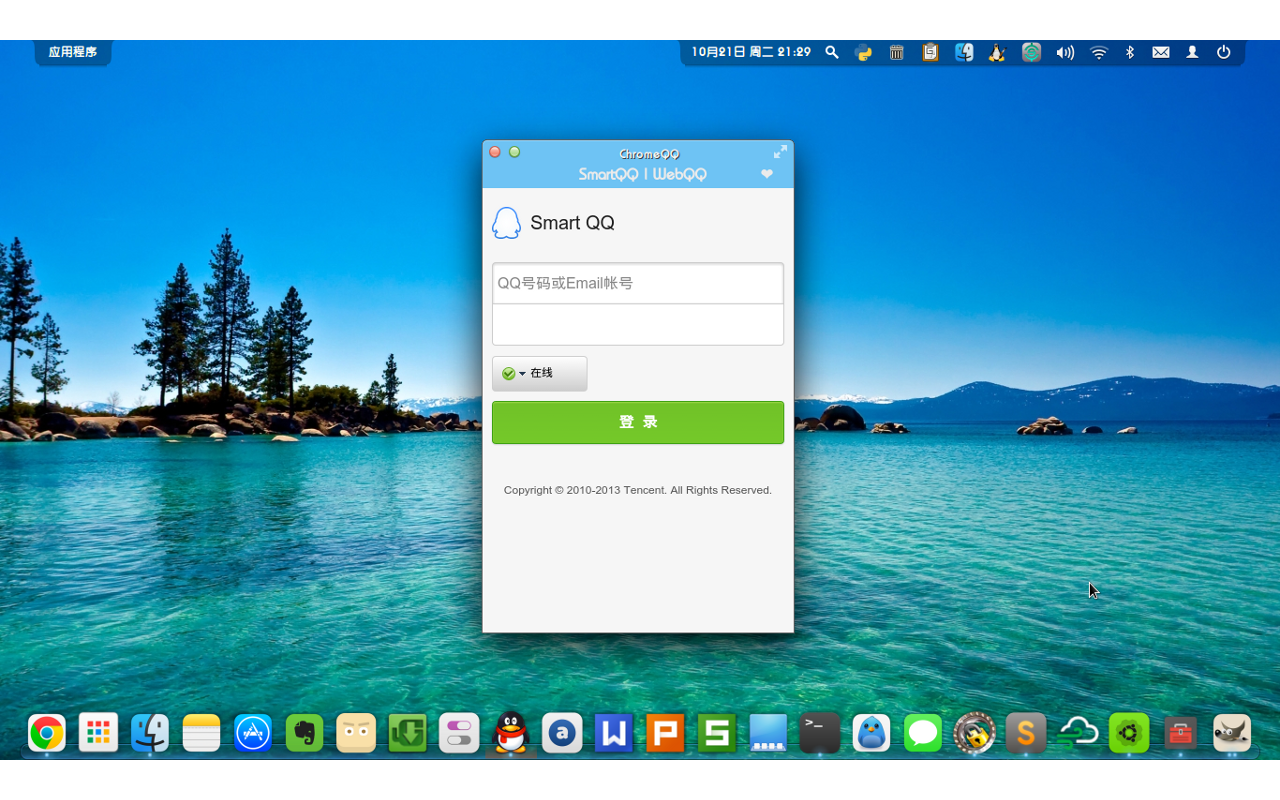 应用程序
10月21日 周二 21:29
ChromeQQ
SmartQQ | WebQQ
Smart QQ
QQ号码或Email帐号
在线
登 录
Copyright © 2010-2013 Tencent. All Rights Reserved.
a
W
P
S
>_
S